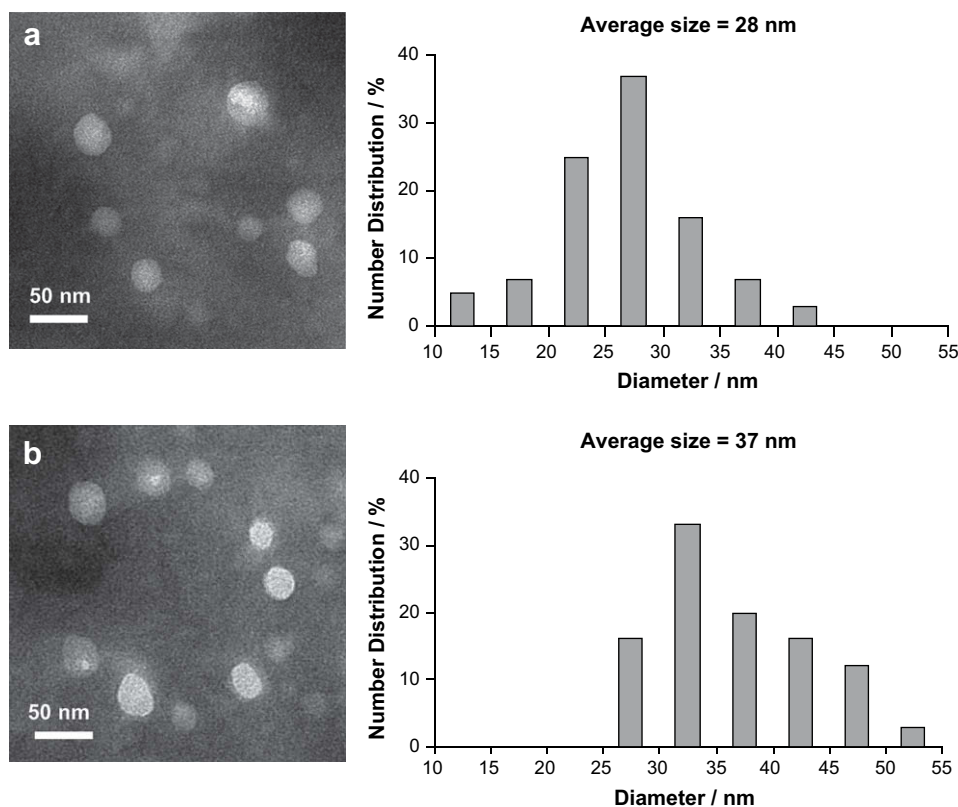 a
50 nm
Average size = 28 nm
Number Distribution / %
40
30
20
10
0
10 15 20 25 30 35 40 45 50 55
Diameter / nm
b
50 nm
Average size = 37 nm
Number Distribution / %
40
30
20
10
0
10 15 20 25 30 35 40 45 50 55
Diameter / nm